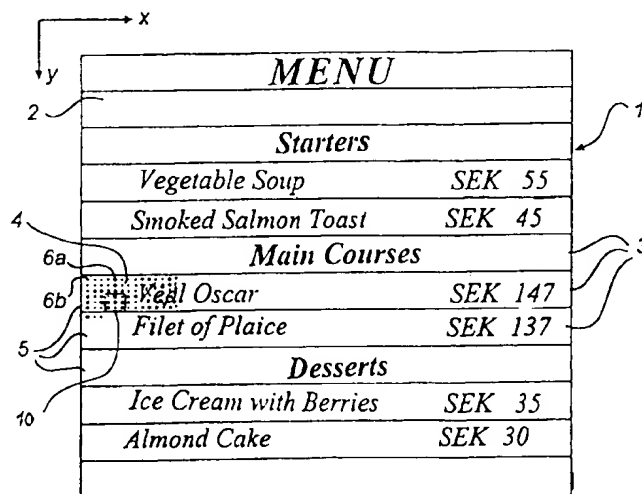 x
y
MENU
2
1
Starters
Vegetable Soup SEK 55
Smoked Salmon Toast SEK 45
4
Main Courses
3
6a
6b
Veal Oscar SEK 147
Filet of Plaice SEK 137
5
Desserts
10
Ice Cream with Berries SEK 35
Almond Cake SEK 30